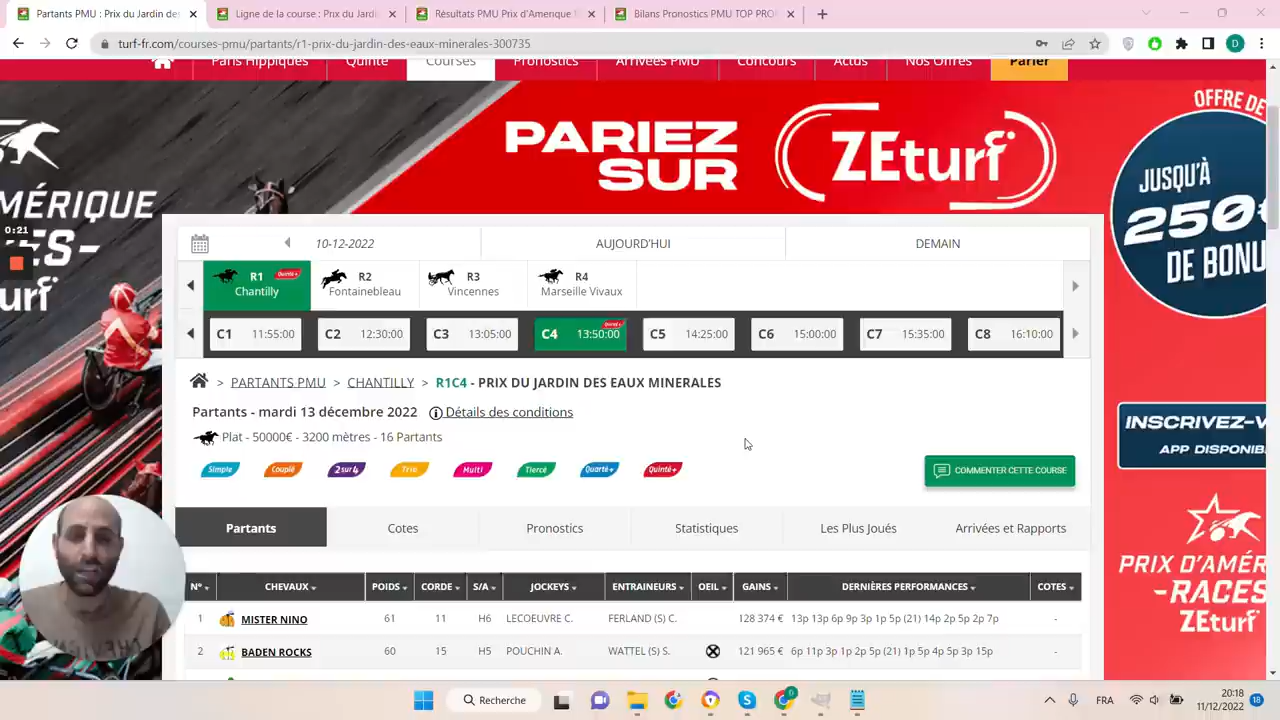 Partants PMU : Prix du Jardin des
Ligne de la course : Prix du Jardi
Résultats PMU Prix d'Amerique
Bilans Pronostics PMU TOP PRO
turf-fr.com/courses-pmu/partants/r1-prix-du-jardin-des-eaux-minerales-300735
D
Paris Hippiques
Quinté
Courses
Pronostics
Arrivées PMU
Concours
Actus
Nos Offres
Parier
PARIEZ
SUR
ZEturf
OFFRE DE
JUSQU'À
250€
DE BONU
MÉRIQUE
ES-
urf
0:21
10-12-2022
AUJOURD'HUI
DEMAIN
R1 Quinté+
Chantilly
R2
Fontainebleau
R3
Vincennes
R4
Marseille Vivaux
C1 11:55:00
C2 12:30:00
C3 13:05:00
C4 13:50:00 Quinté+
C5 14:25:00
C6 15:00:00
C7 15:35:00
C8 16:10:00
> PARTANTS PMU > CHANTILLY > R1C4 - PRIX DU JARDIN DES EAUX MINERALES
Partants - mardi 13 décembre 2022 Détails des conditions
Plat - 50000€ - 3200 mètres - 16 Partants
Simple
Couplé
2sur4
Trio
Multi
Tiercé
Quarté+
Quinté+
COMMENTER CETTE COURSE
INSCRIVEZ-V
APP DISPONIB
PRIX D'AMÉR
-RACES
ZEturf
Partants
Cotes
Pronostics
Statistiques
Les Plus Joués
Arrivées et Rapports
N° CHEVAUX POIDS CORDE S/A JOCKEYS ENTRAINEURS OEIL GAINS DERNIÈRES PERFORMANCES COTES
1 MISTER NINO 61 11 H6 LECOEUVRE C. FERLAND (S) C. 128 374 € 13p 13p 6p 9p 3p 1p 5p (21) 14p 2p 5p 2p 7p -
2 BADEN ROCKS 60 15 H5 POUCHIN A. WATTEL (S) S. 121 965 € 6p 11p 3p 1p 2p 5p (21) 1p 5p 4p 5p 3p 15p -
Recherche
FRA
20:18
11/12/2022
18